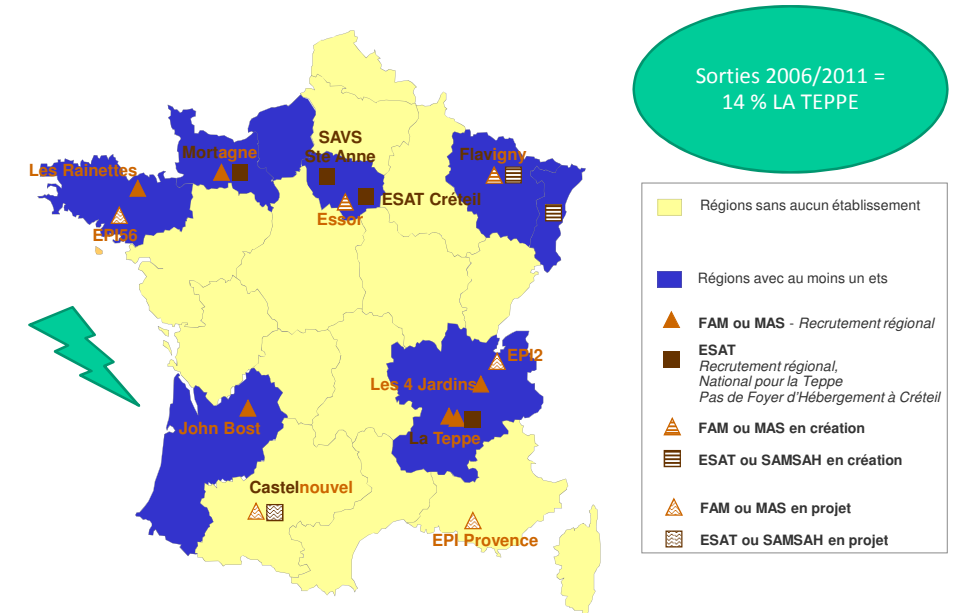 Sorties 2006/2011 =
14 % LA TEPPE
SAVS
Ste Anne
Mortagne
Flavigny
Les Rainettes
ESAT Créteil
Essor
EPI56
EPI2
Les 4 Jardins
John Bost
La Teppe
Castelnouvel
EPI Provence
Régions sans aucun établissement
Régions avec au moins un ets
FAM ou MAS - Recrutement régional
ESAT
Recrutement régional,
National pour la Teppe
Pas de Foyer d'Hébergement à Créteil
FAM ou MAS en création
ESAT ou SAMSAH en création
FAM ou MAS en projet
ESAT ou SAMSAH en projet